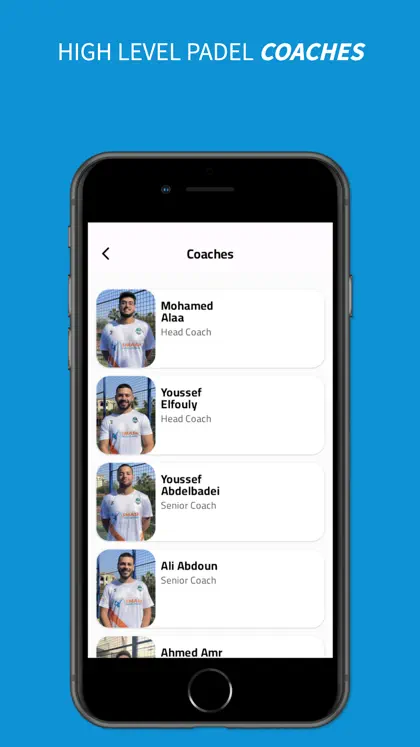 HIGH LEVEL PADEL COACHES
Coaches
Mohamed
Alaa
Head Coach
Youssef
Elfouly
Head Coach
Youssef
Abdelbadei
Senior Coach
Ali Abdoun
Senior Coach
Ahmed Amr